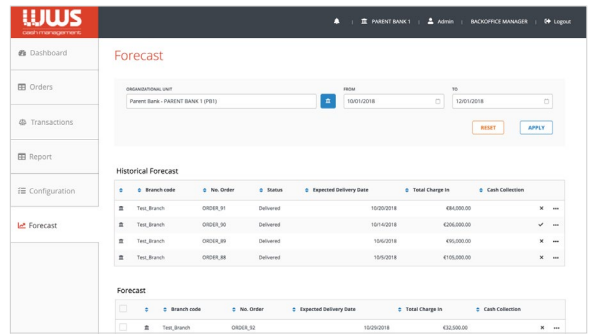 WWS
cash management
PARENT BANK 1 | Admin | BACKOFFICE MANAGER | Logout
Dashboard
Orders
Transactions
Report
Configuration
Forecast
Forecast
ORGANIZATIONAL UNIT FROM TO
Parent Bank - PARENT BANK 1 (PB1) 10/01/2018 12/01/2018
RESET APPLY
Historical Forecast
Branch code No. Order Status Expected Delivery Date Total Charge In Cash Collection
Test_Branch ORDER_91 Delivered 10/20/2018 €84,000.00
Test_Branch ORDER_90 Delivered 10/14/2018 €206,000.00
Test_Branch ORDER_89 Delivered 10/6/2018 €95,000.00
Test_Branch ORDER_88 Delivered 10/5/2018 €105,000.00
Forecast
Branch code No. Order Expected Delivery Date Total Charge In Cash Collection
Test_Branch ORDER_92 10/29/2018 €32,500.00